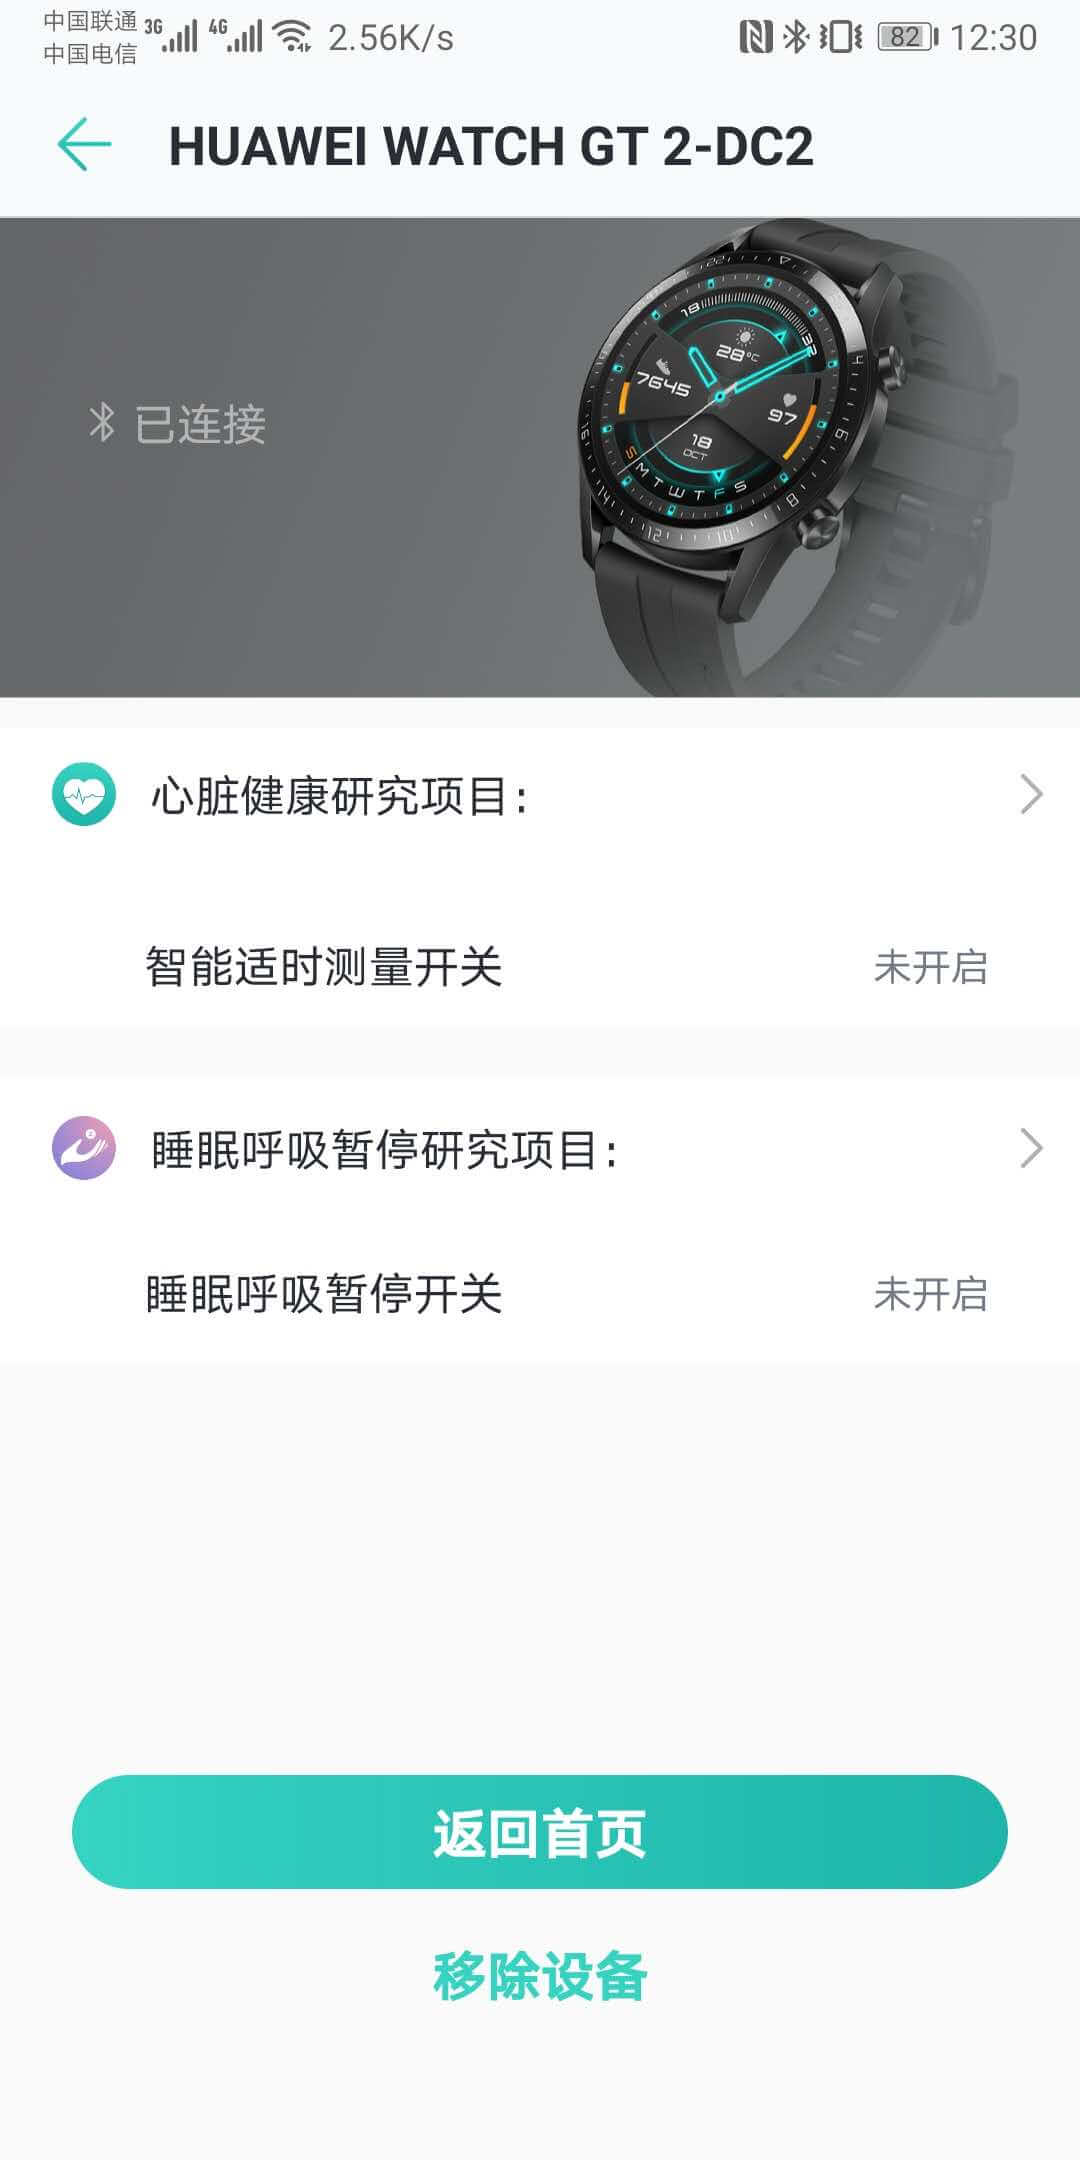 中国联通 3G 4G 2.56K/s 82 12:30
中国电信
HUAWEI WATCH GT 2-DC2
已连接
18 32
28°C
7645
97
18
OCT
S M T W T F S
心脏健康研究项目：
智能适时测量开关 未开启
睡眠呼吸暂停研究项目：
睡眠呼吸暂停开关 未开启
返回首页
移除设备